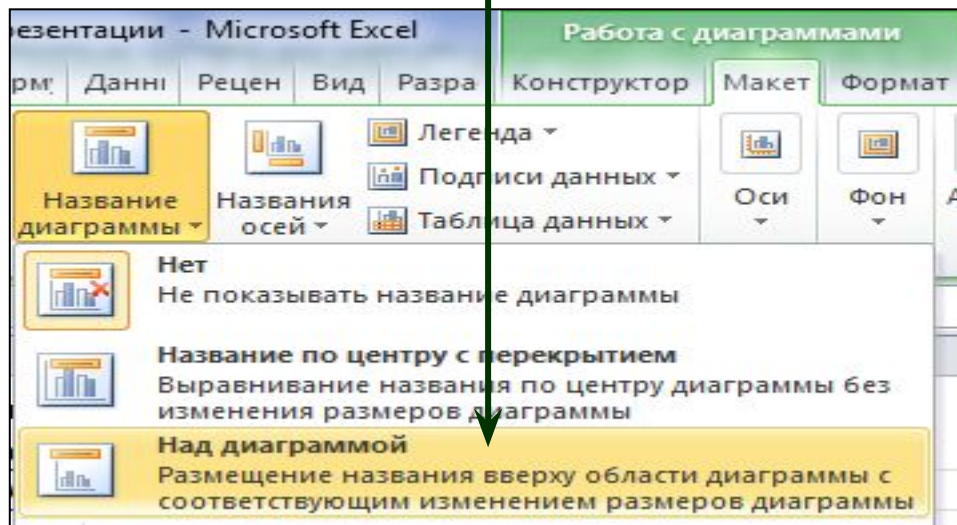 резентации - Microsoft Excel
Работа с диаграммами
рм Данні Рецен Вид Разра Конструктор Макет Формат
Название диаграммы
Названия осей
Легенда
Подписи данных
Таблица данных
Оси
Фон
Нет
Не показывать название диаграммы
Название по центру с перекрытием
Выравнивание названия по центру диаграммы без
изменения размеров диаграммы
Над диаграммой
Размещение названия вверху области диаграммы с
соответствующим изменением размеров диаграммы